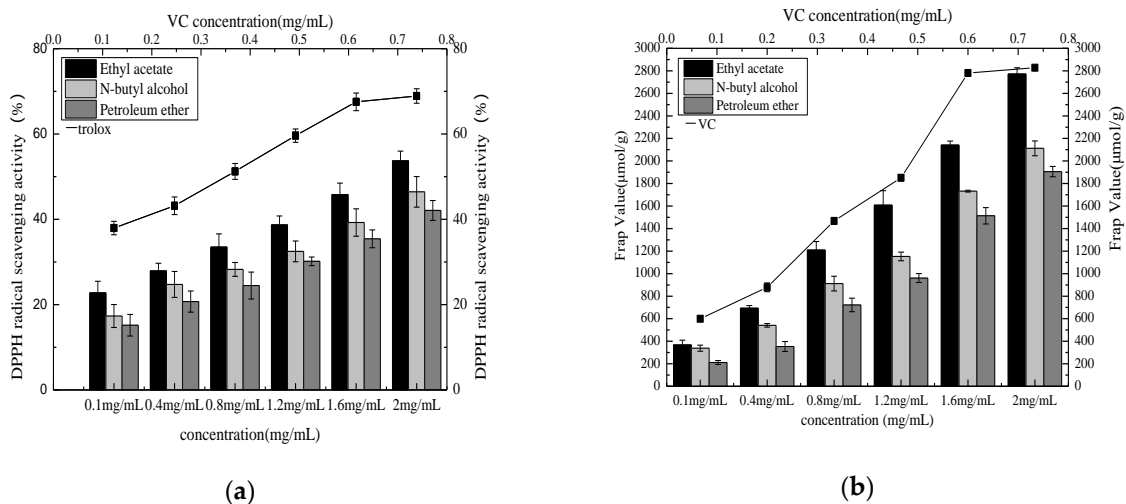 VC concentration(mg/mL)
0.0 0.1 0.2 0.3 0.4 0.5 0.6 0.7 0.8
80
60
40
20
0
DPPH radical scavenging activity (%)
Ethyl acetate
N-butyl alcohol
Petroleum ether
trolox
80
60
40
20
0
DPPH radical scavenging activity (%)
0.1mg/mL 0.4mg/mL 0.8mg/mL 1.2mg/mL 1.6mg/mL 2mg/mL
concentration(mg/mL)
(a)
VC concentration(mg/mL)
0.0 0.1 0.2 0.3 0.4 0.5 0.6 0.7 0.8
3000
2800
2600
2400
2200
2000
1800
1600
1400
1200
1000
800
600
400
200
0
Frap Value(μmol/g)
Ethyl acetate
N-butyl alcohol
Petroleum ether
VC
3000
2800
2600
2400
2200
2000
1800
1600
1400
1200
1000
800
600
400
200
0
Frap Value(μmol/g)
0.1mg/mL 0.4mg/mL 0.8mg/mL 1.2mg/mL 1.6mg/mL 2mg/mL
concentration (mg/mL)
(b)